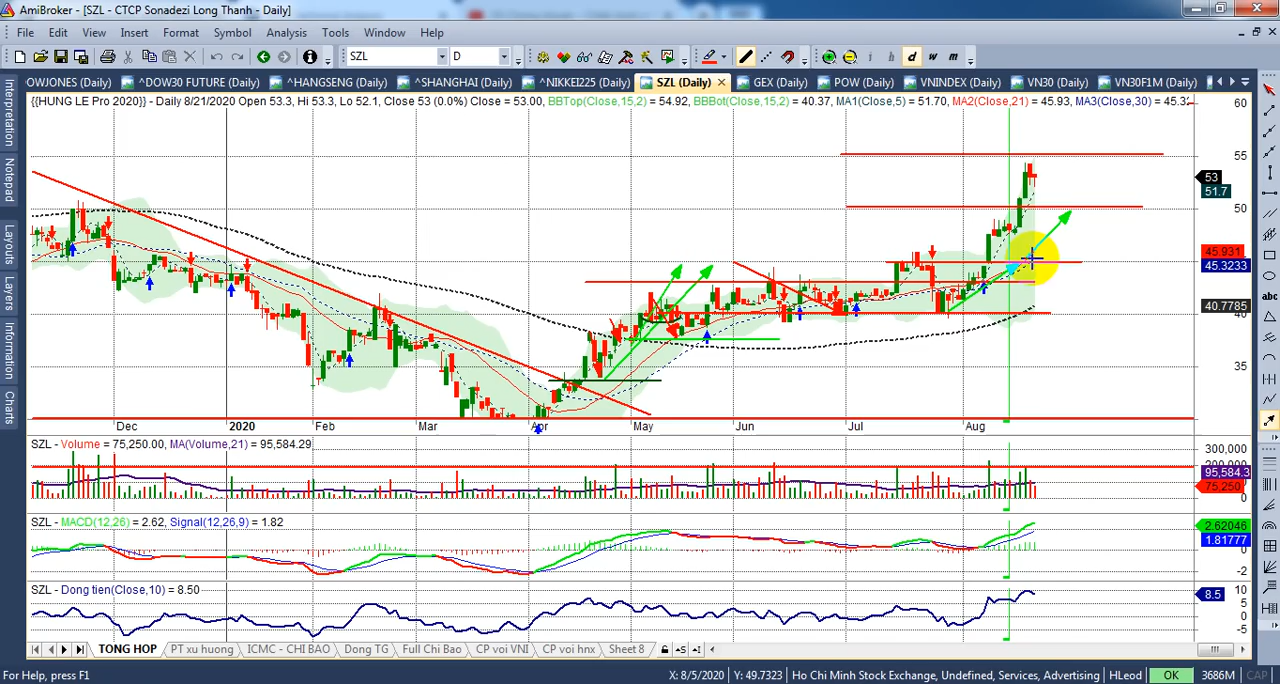 AmiBroker - [SZL - CTCP Sonadezi Long Thanh - Daily]
File Edit View Insert Format Symbol Analysis Tools Window Help
SZL D i h d w m
OWJONES (Daily) ^DOW30 FUTURE (Daily) ^HANGSENG (Daily) ^SHANGHAI (Daily) ^NIKKEI225 (Daily) SZL (Daily) GEX (Daily) POW (Daily) VNINDEX (Daily) VN30 (Daily) VN30F1M (Daily)
{{HUNG LE Pro 2020}} - Daily 8/21/2020 Open 53.3, Hi 53.3, Lo 52.1, Close 53 (0.0%) Close = 53.00, BBTop(Close,15,2) = 54.92, BBBot(Close,15,2) = 40.37, MA1(Close,5) = 51.70, MA2(Close,21) = 45.93, MA3(Close,30) = 45.32
Interpretation
Notepad
Layouts
Layers
Information
Charts
abc
60
55
53
51.7
50
45.931
45.3233
40.7785
40
35
Dec 2020 Feb Mar Apr May Jun Jul Aug
SZL - Volume = 75,250.00, MA(Volume,21) = 95,584.29
300,000
200,000
95,584.3
75,250
0
SZL - MACD(12,26) = 2.62, Signal(12,26,9) = 1.82
2.62046
1.81777
0
-2
SZL - Dong tien(Close,10) = 8.50
10
8.5
5
0
-5
TONG HOP PT xu huong ICMC - CHI BAO Dong TG Full Chi Bao CP voi VNI CP voi hnx Sheet 8
For Help, press F1 X: 8/5/2020 Y: 49.7323 Ho Chi Minh Stock Exchange, Undefined, Services, Advertising HLeod OK 3686M CAP